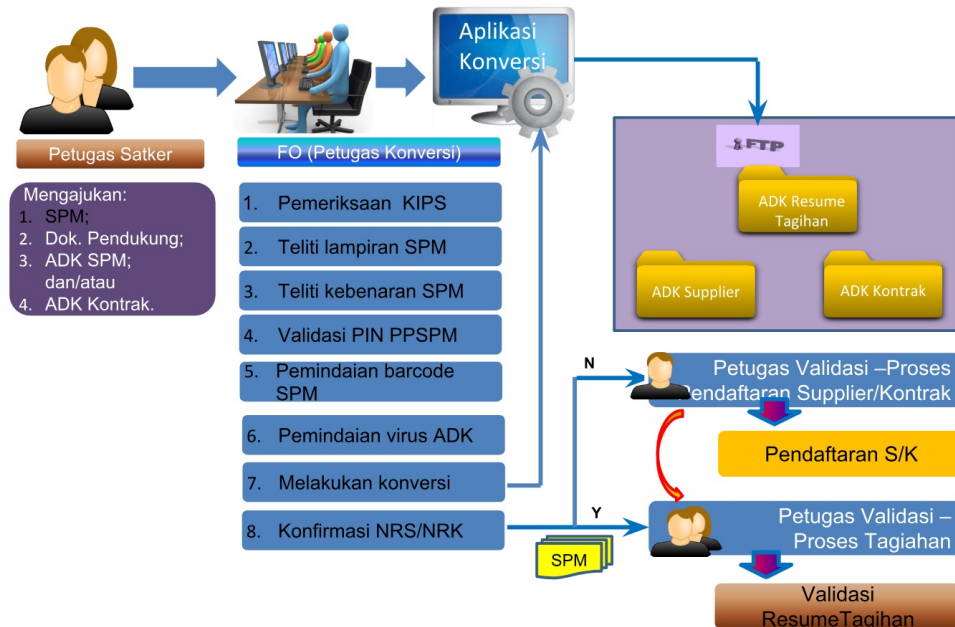 Aplikasi
Konversi
Petugas Satker
FO (Petugas Konversi)
Mengajukan:
1. SPM;
2. Dok. Pendukung;
3. ADK SPM;
dan/atau
4. ADK Kontrak.
1. Pemeriksaan KIPS
2. Teliti lampiran SPM
3. Teliti kebenaran SPM
4. Validasi PIN PPSPM
5. Pemindaian barcode
SPM
6. Pemindaian virus ADK
7. Melakukan konversi
8. Konfirmasi NRS/NRK
FTP
ADK Resume
Tagihan
ADK Supplier
ADK Kontrak
N
Petugas Validasi –Proses
Pendaftaran Supplier/Kontrak
Pendaftaran S/K
Y
SPM
Petugas Validasi –
Proses Tagiahan
Validasi
ResumeTagihan